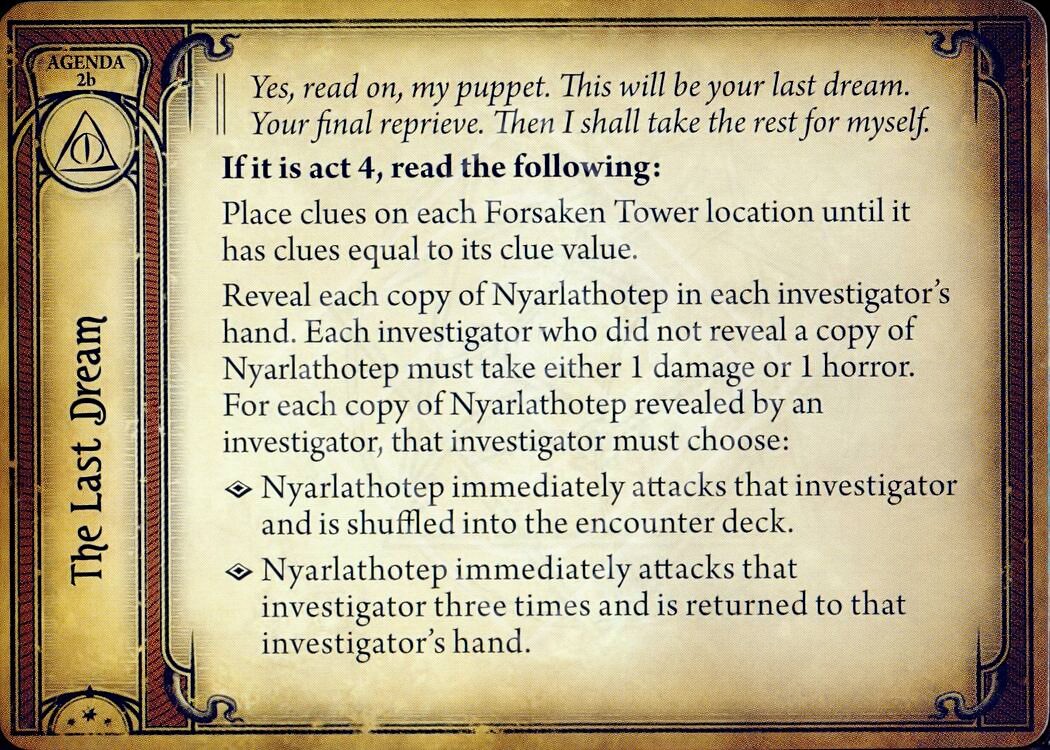 AGENDA
2b
The Last Dream
Yes, read on, my puppet. This will be your last dream.
Your final reprieve. Then I shall take the rest for myself.
If it is act 4, read the following:
Place clues on each Forsaken Tower location until it
has clues equal to its clue value.
Reveal each copy of Nyarlathotep in each investigator's
hand. Each investigator who did not reveal a copy of
Nyarlathotep must take either 1 damage or 1 horror.
For each copy of Nyarlathotep revealed by an
investigator, that investigator must choose:
Nyarlathotep immediately attacks that investigator
and is shuffled into the encounter deck.
Nyarlathotep immediately attacks that
investigator three times and is returned to that
investigator's hand.